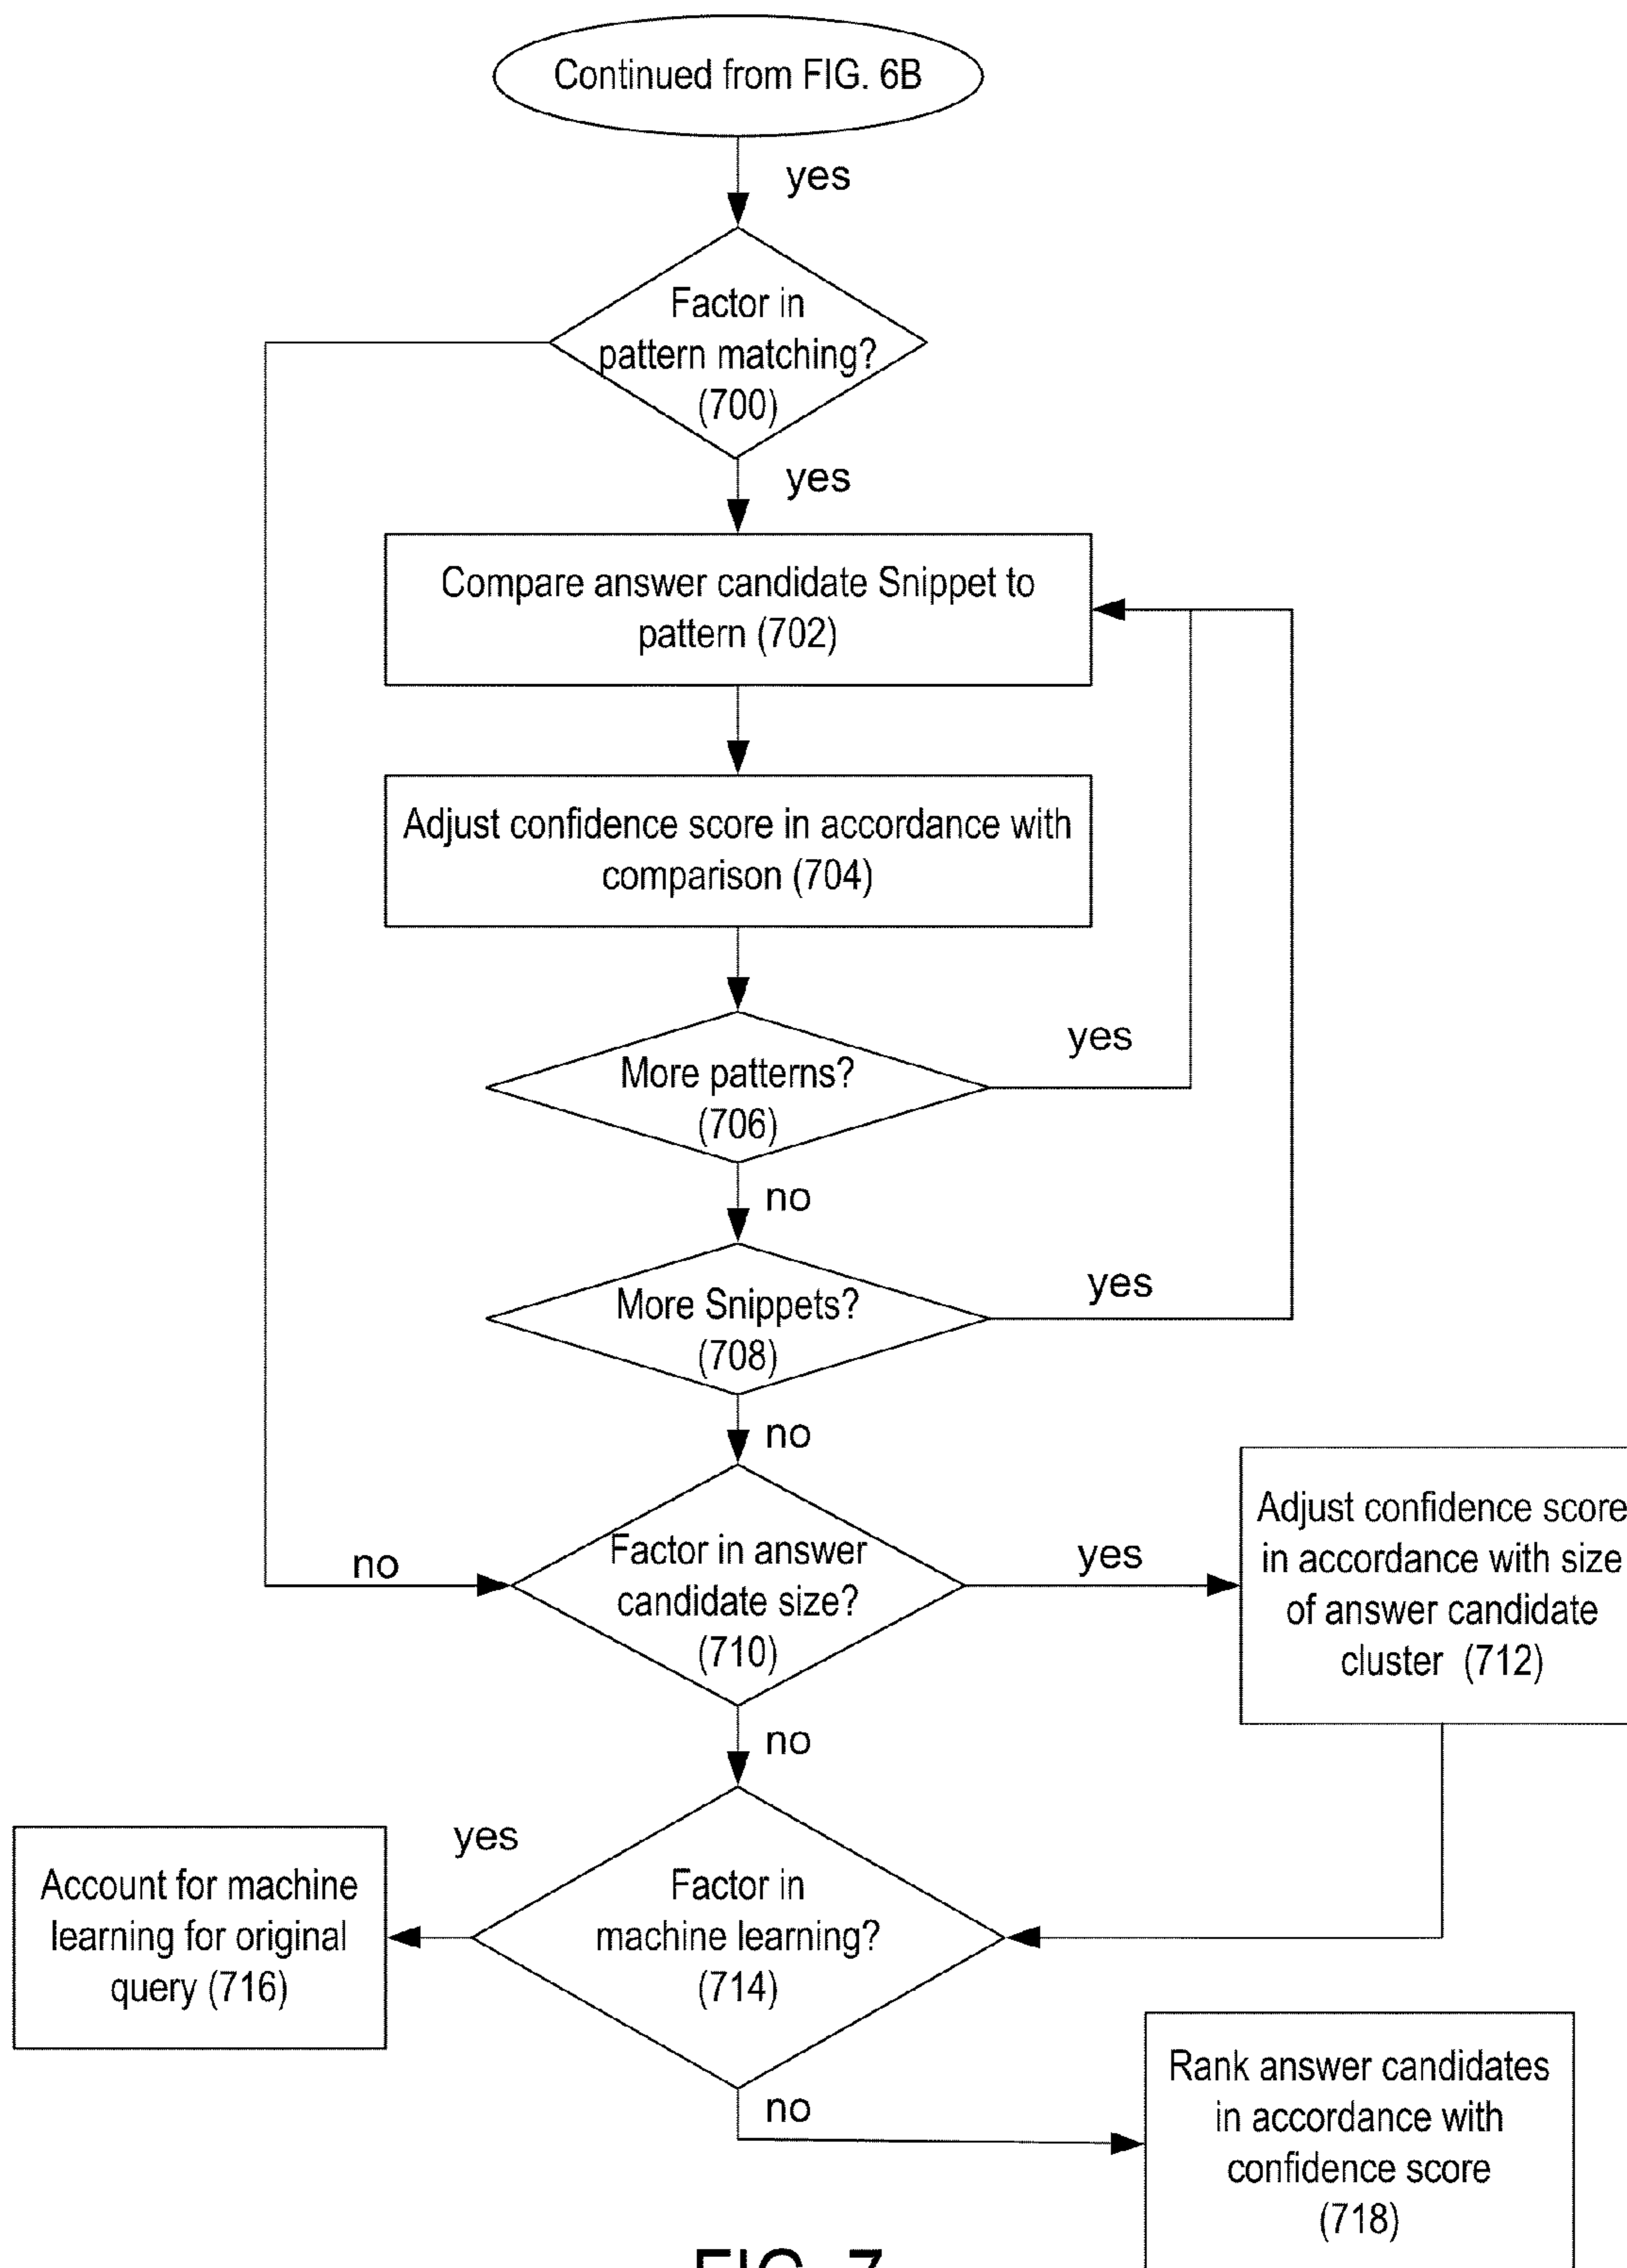 Continued from FIG. 6B
yes
Factor in
pattern matching?
(700)
yes
Compare answer candidate Snippet to
pattern (702)
Adjust confidence score in accordance with
comparison (704)
More patterns?
(706)
yes
no
More Snippets?
(708)
yes
no
Factor in answer
candidate size?
(710)
no
yes
Adjust confidence score
in accordance with size
of answer candidate
cluster (712)
no
Factor in
machine learning?
(714)
yes
Account for machine
learning for original
query (716)
no
Rank answer candidates
in accordance with
confidence score
(718)
FIG. 7